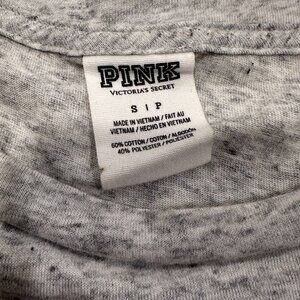 PINK
VICTORIA'S SECRET
S | P
MADE IN VIETNAM / FAIT AU
VIETNAM / HECHO EN VIETNAM
60% COTTON / COTON / ALGODÓN
40% POLYESTER / POLIESTER